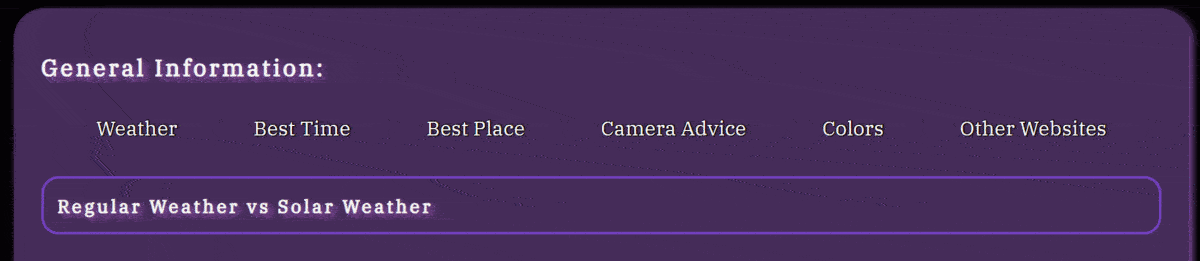 General Information:
Weather Best Time Best Place Camera Advice Colors Other Websites
Regular Weather vs Solar Weather